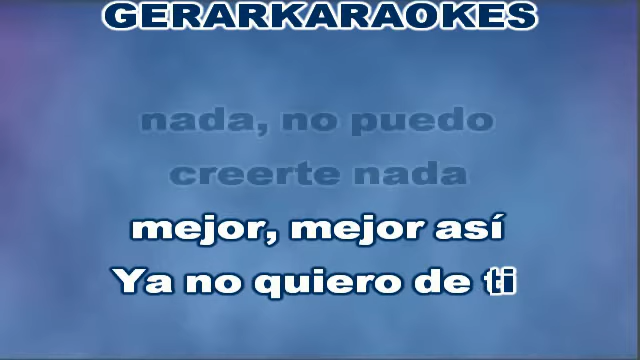 GERARKARAOKES
nada, no puedo
creerte nada
mejor, mejor así
Ya no quiero de ti